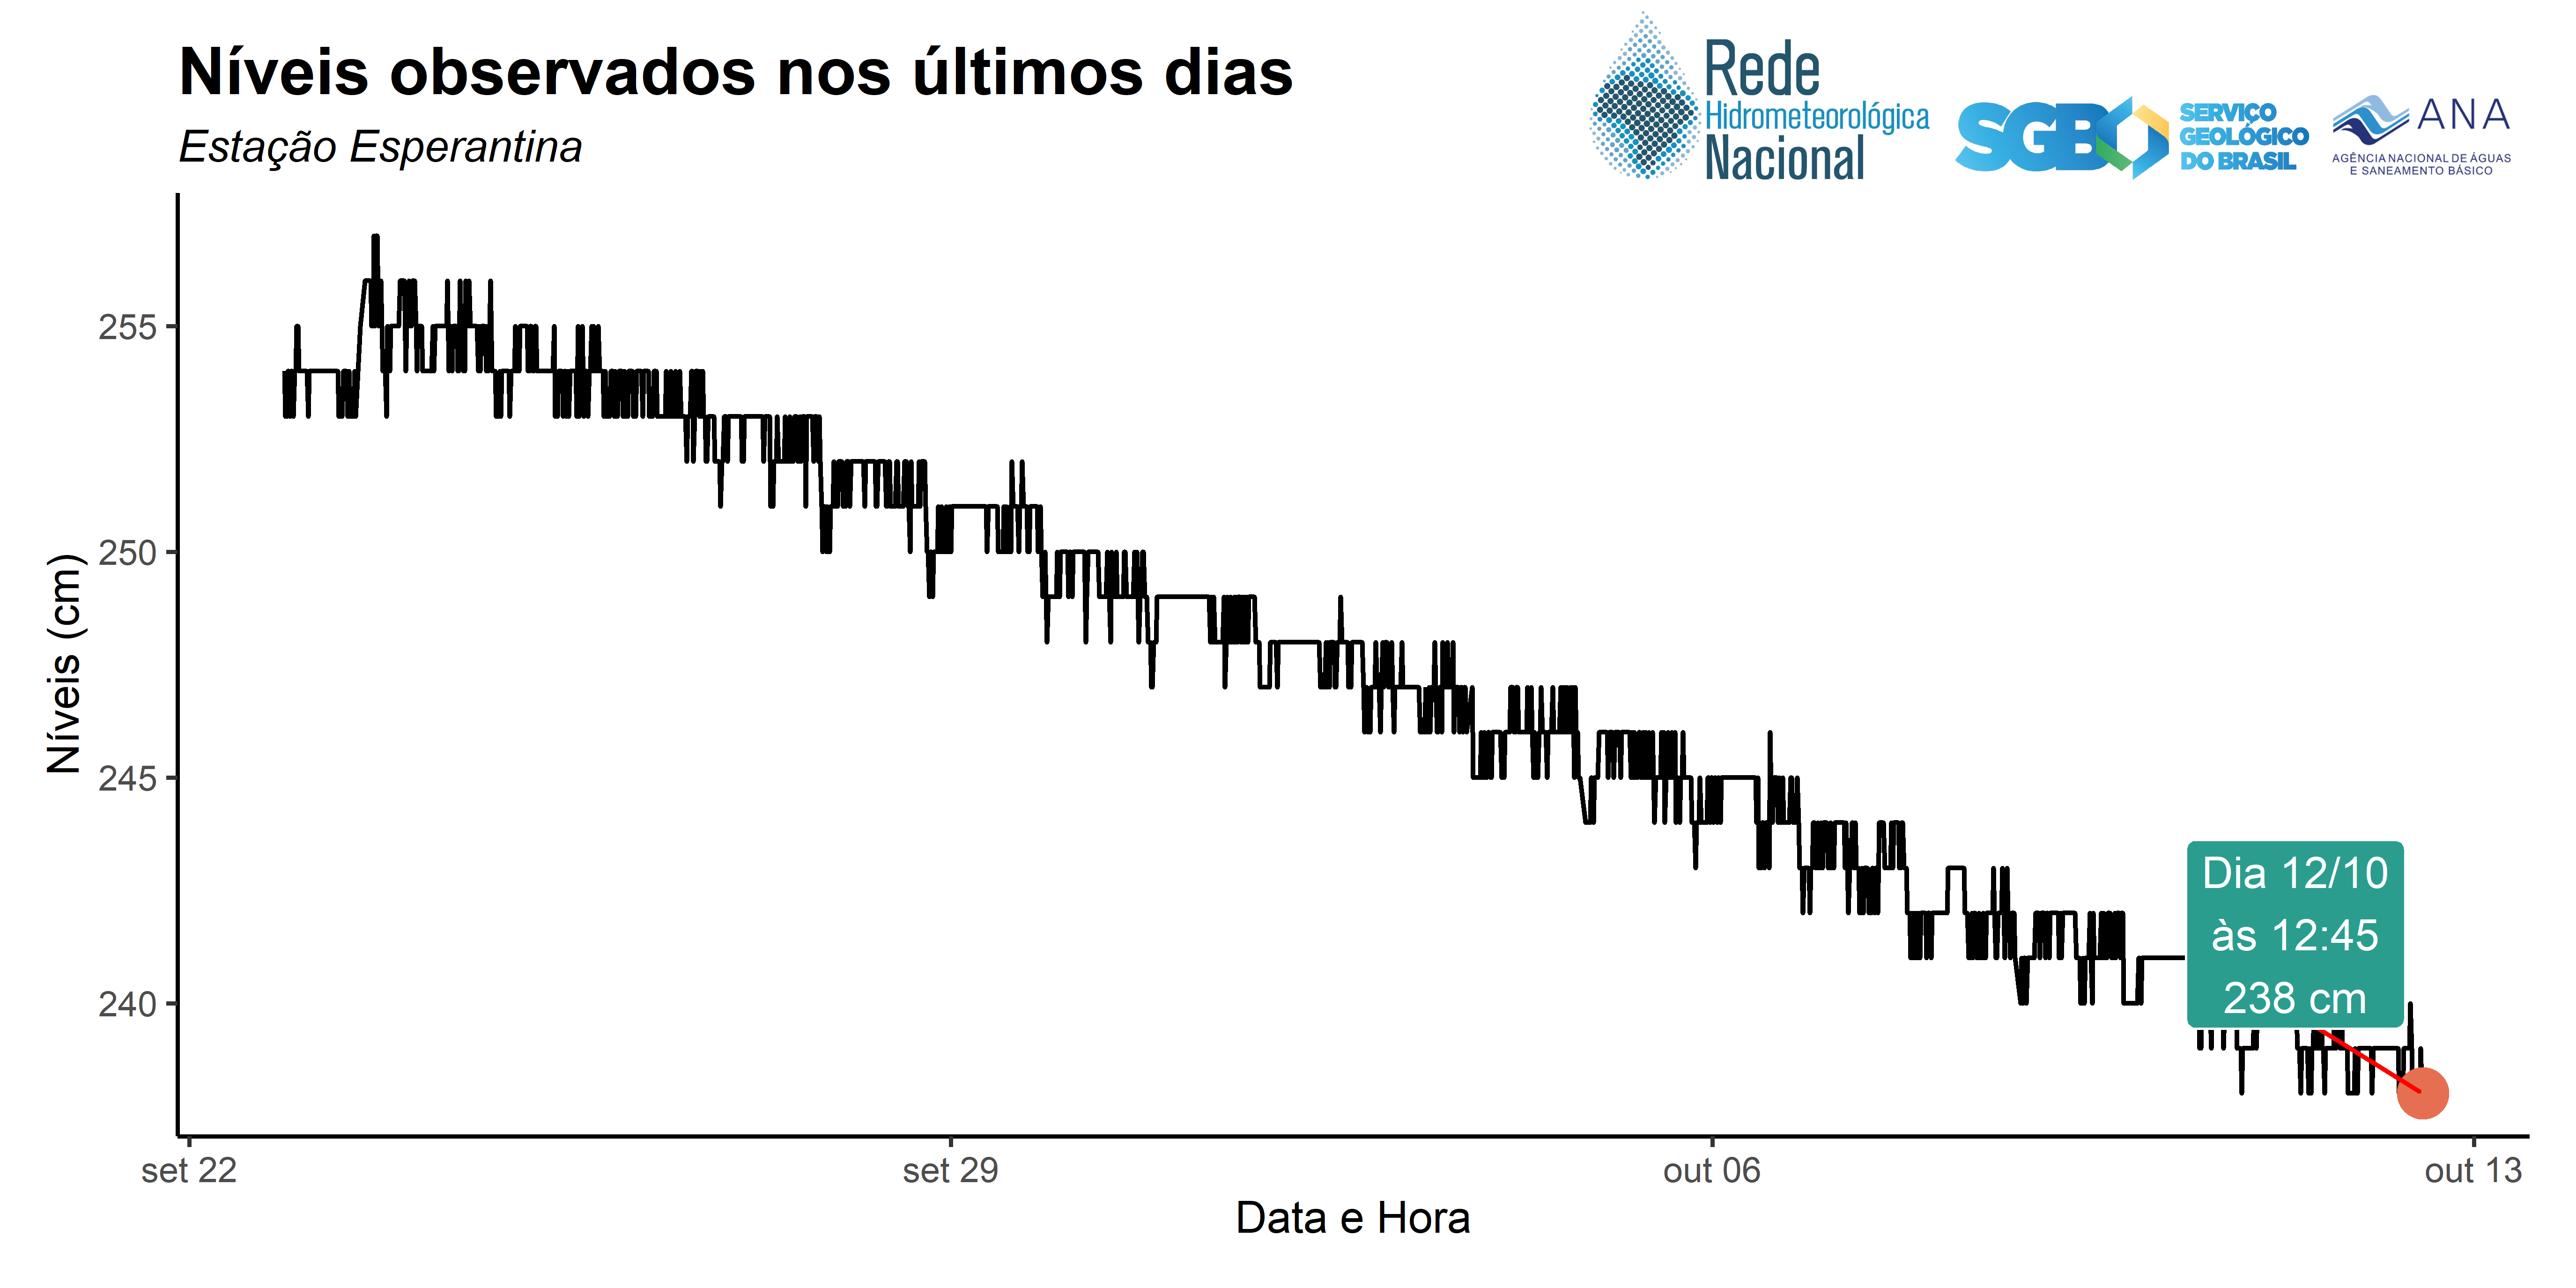 Níveis observados nos últimos dias
Estação Esperantina
Rede
Hidrometeorológica
Nacional
SGB
SERVIÇO
GEOLÓGICO
DO BRASIL
ANA
AGÊNCIA NACIONAL DE ÁGUAS
E SANEAMENTO BÁSICO
Níveis (cm)
255
250
245
240
Dia 12/10
às 12:45
238 cm
set 22
set 29
out 06
out 13
Data e Hora